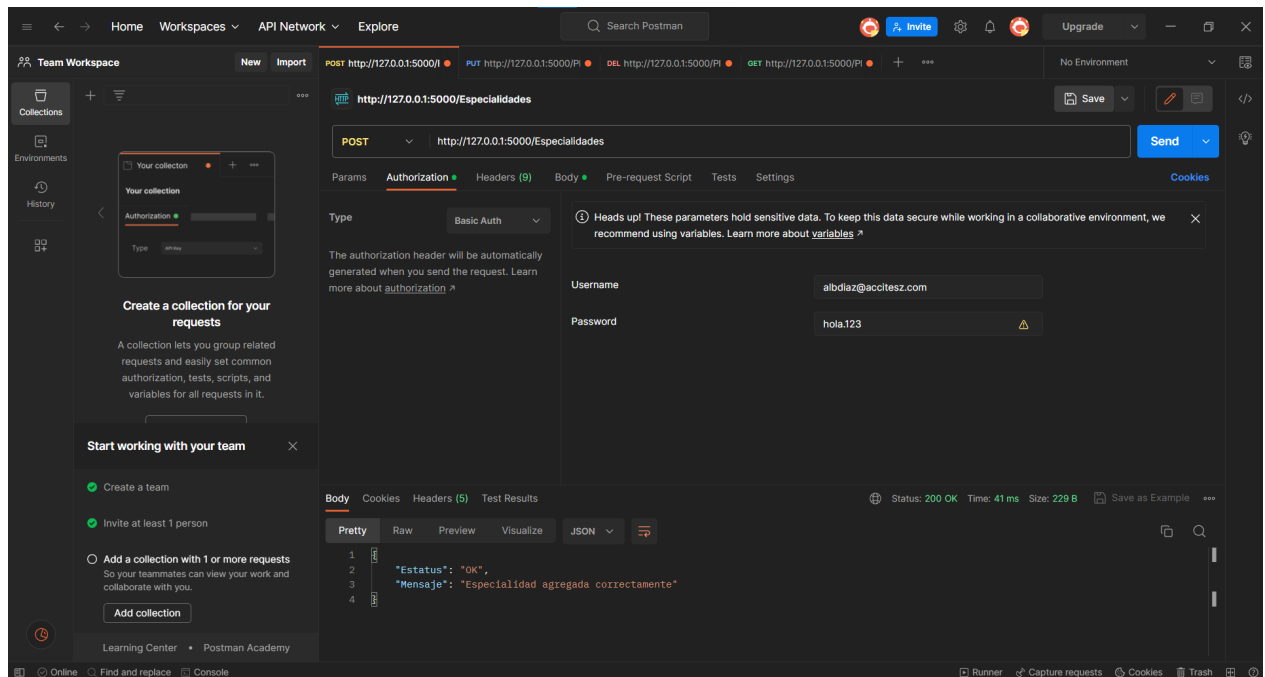 Home Workspaces API Network Explore Search Postman Invite Upgrade
Team Workspace New Import POST http://127.0.0.1:5000/I PUT http://127.0.0.1:5000/PI DEL http://127.0.0.1:5000/PI GET http://127.0.0.1:5000/PI No Environment
Collections
Environments
History
Your collecton
Your collection
Authorization
Type API Key
Create a collection for your
requests
A collection lets you group related
requests and easily set common
authorization, tests, scripts, and
variables for all requests in it.
Start working with your team
Create a team
Invite at least 1 person
Add a collection with 1 or more requests
So your teammates can view your work and
collaborate with you.
Add collection
Learning Center • Postman Academy
HTTP http://127.0.0.1:5000/Especialidades Save
POST http://127.0.0.1:5000/Especialidades Send
Params Authorization Headers (9) Body Pre-request Script Tests Settings Cookies
Type Basic Auth
The authorization header will be automatically
generated when you send the request. Learn
more about authorization
Heads up! These parameters hold sensitive data. To keep this data secure while working in a collaborative environment, we
recommend using variables. Learn more about variables
Username albdiaz@accitesz.com
Password hola.123
Body Cookies Headers (5) Test Results Status: 200 OK Time: 41 ms Size: 229 B Save as Example
Pretty Raw Preview Visualize JSON
1 {
2 "Estatus": "OK",
3 "Mensaje": "Especialidad agregada correctamente"
4 }
Online Find and replace Console Runner Capture requests Cookies Trash